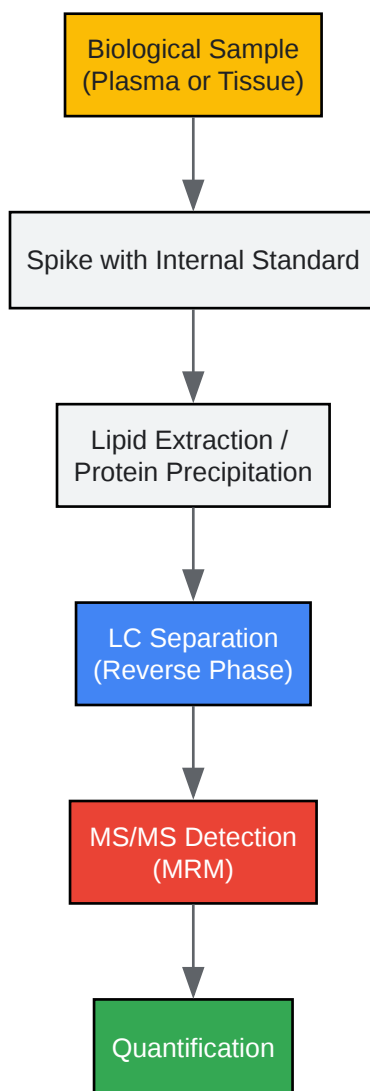 Biological Sample
(Plasma or Tissue)
Spike with Internal Standard
Lipid Extraction /
Protein Precipitation
LC Separation
(Reverse Phase)
MS/MS Detection
(MRM)
Quantification